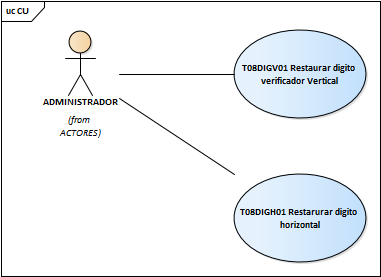 uc CU
T08DIGV01 Restaurar digito
verificador Vertical
ADMINISTRADOR
(from
ACTORES)
T08DIGH01 Restarurar digito
horizontal